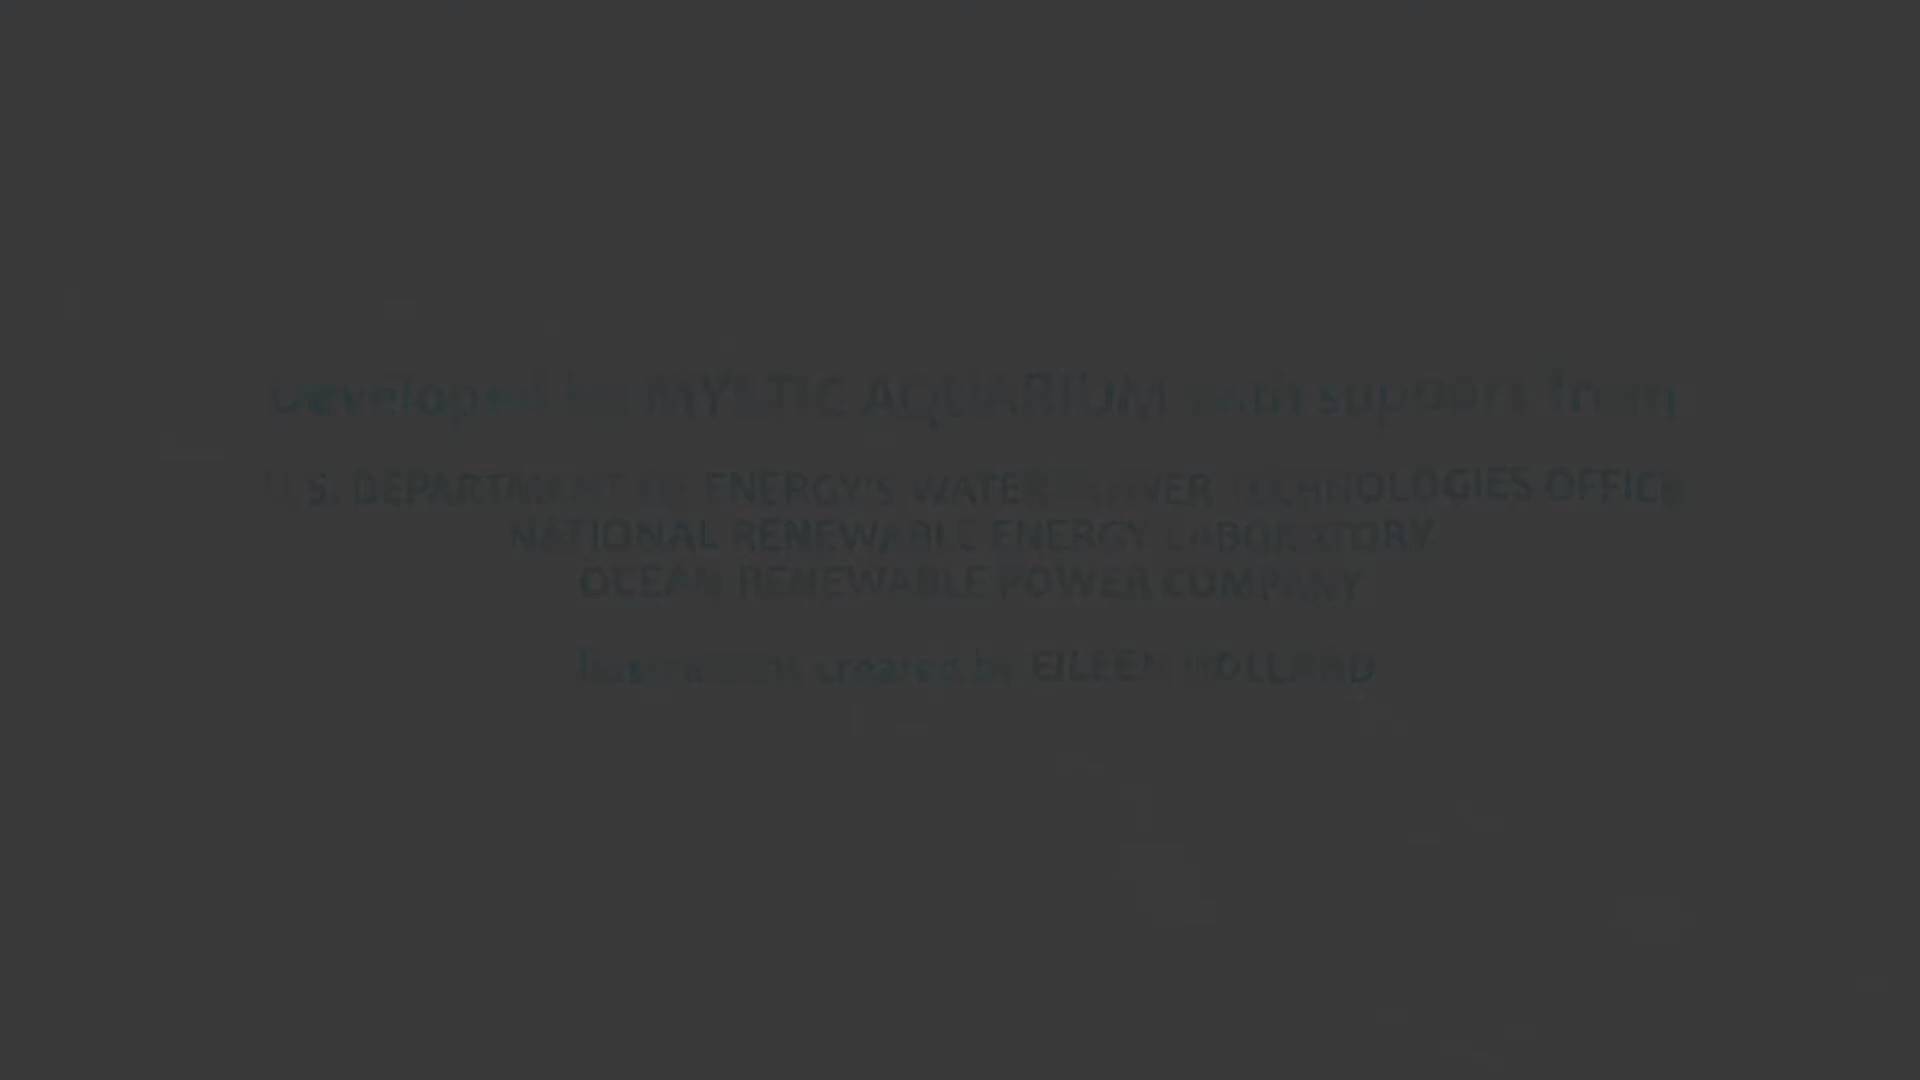 Developed by MYSTIC AQUARIUM with support from
U.S. DEPARTMENT OF ENERGY'S WATER POWER TECHNOLOGIES OFFICE
NATIONAL RENEWABLE ENERGY LABORATORY
OCEAN RENEWABLE POWER COMPANY
Illustrations created by EILEEN HOLLAND